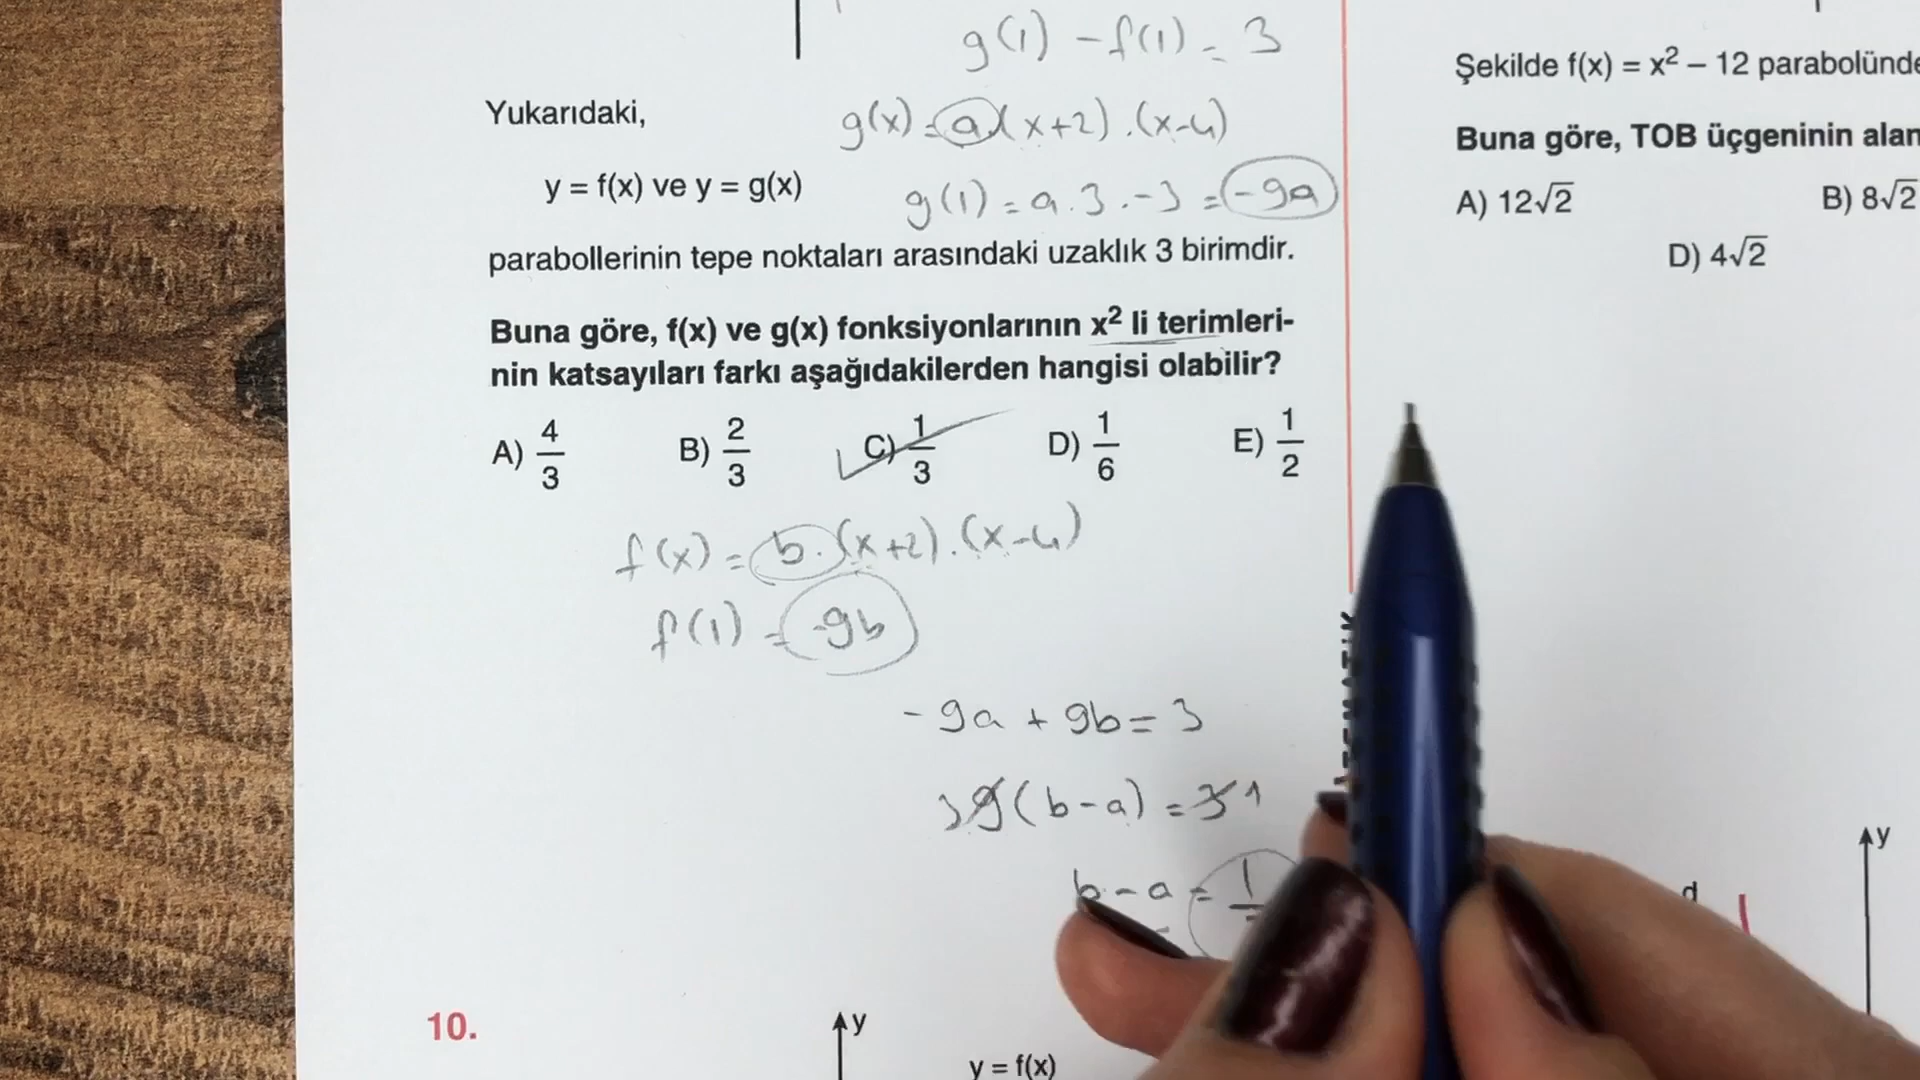 g(1) - f(1) = 3
Yukarıdaki,
g(x) = a(x+2).(x-4)
y = f(x) ve y = g(x)
g(1) = a.3.-3 = -9a
parabollerinin tepe noktaları arasındaki uzaklık 3 birimdir.
Buna göre, f(x) ve g(x) fonksiyonlarının x² li terimleri-
nin katsayıları farkı aşağıdakilerden hangisi olabilir?
A) 4/3 B) 2/3 C) 1/3 D) 1/6 E) 1/2
f(x) = b.(x+2).(x-4)
f(1) = -9b
-9a + 9b = 3
3 9(b-a) = 3 1
b - a = 1
10.
y
y = f(x)
Şekilde f(x) = x² – 12
Buna göre, TOB üçgeninin
A) 12√2 B) 8√2
D) 4√2
y
d